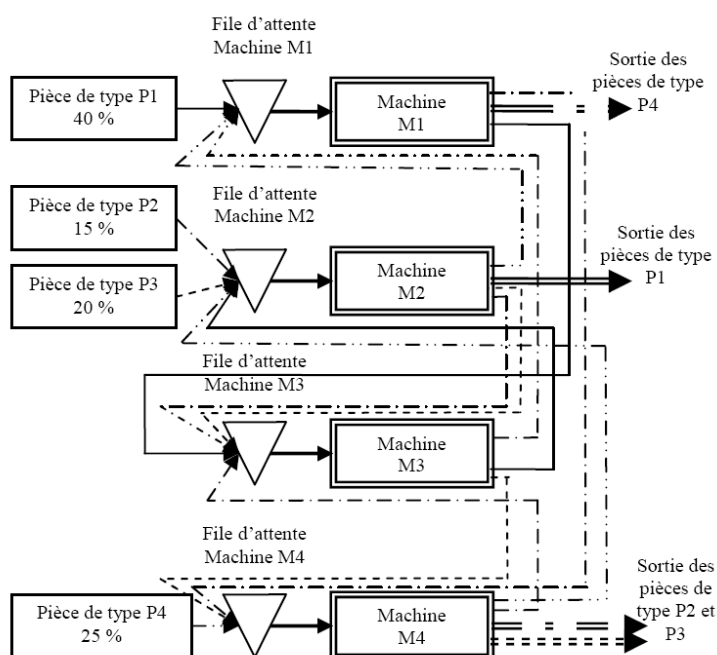 File d’attente
Machine M1
Sortie des
pièces de type
P4
Pièce de type P1
40 %
Machine
M1
Pièce de type P2
15 %
File d’attente
Machine M2
Sortie des
pièces de type
P1
Pièce de type P3
20 %
Machine
M2
File d’attente
Machine M3
Machine
M3
File d’attente
Machine M4
Sortie des
pièces de
type P2 et
P3
Pièce de type P4
25 %
Machine
M4